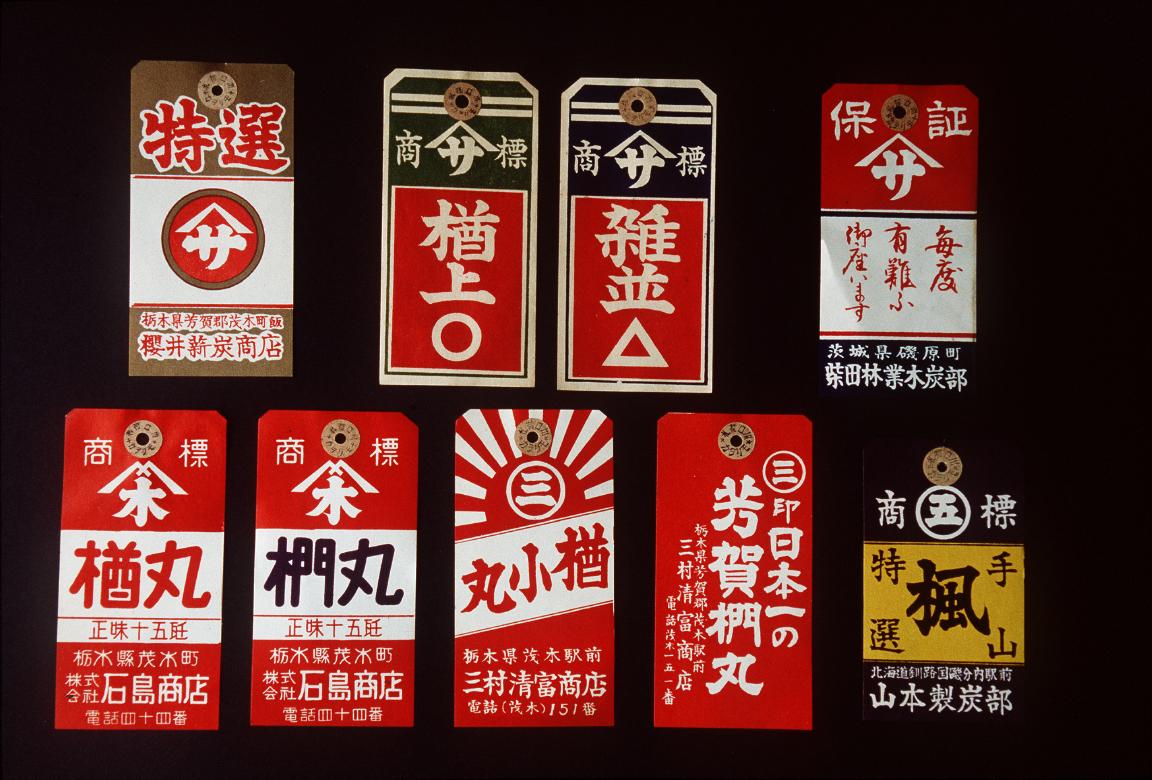 特選
サ
栃木県芳賀郡茂木町飯
櫻井薪炭商店
商 標
サ
楢上
○
商 標
サ
雑並
△
保 証
サ
毎度
有難ふ
御座います
茨城県磯原町
柴田林業木炭部
商 標
木
楢丸
正味十五瓩
栃木縣茂木町
株式会社石島商店
電話四十四番
商 標
木
椚丸
正味十五瓩
栃木縣茂木町
株式会社石島商店
電話四十四番
三
楢小丸
栃木県茂木駅前
三村清富商店
電話(茂木)151番
三印日本一の
芳賀椚丸
栃木県芳賀郡茂木駅前
三村清富商店
電話茂木一五一番
商 五 標
手山
楓
特選
北海道釧路国磯分内駅前
山本製炭部